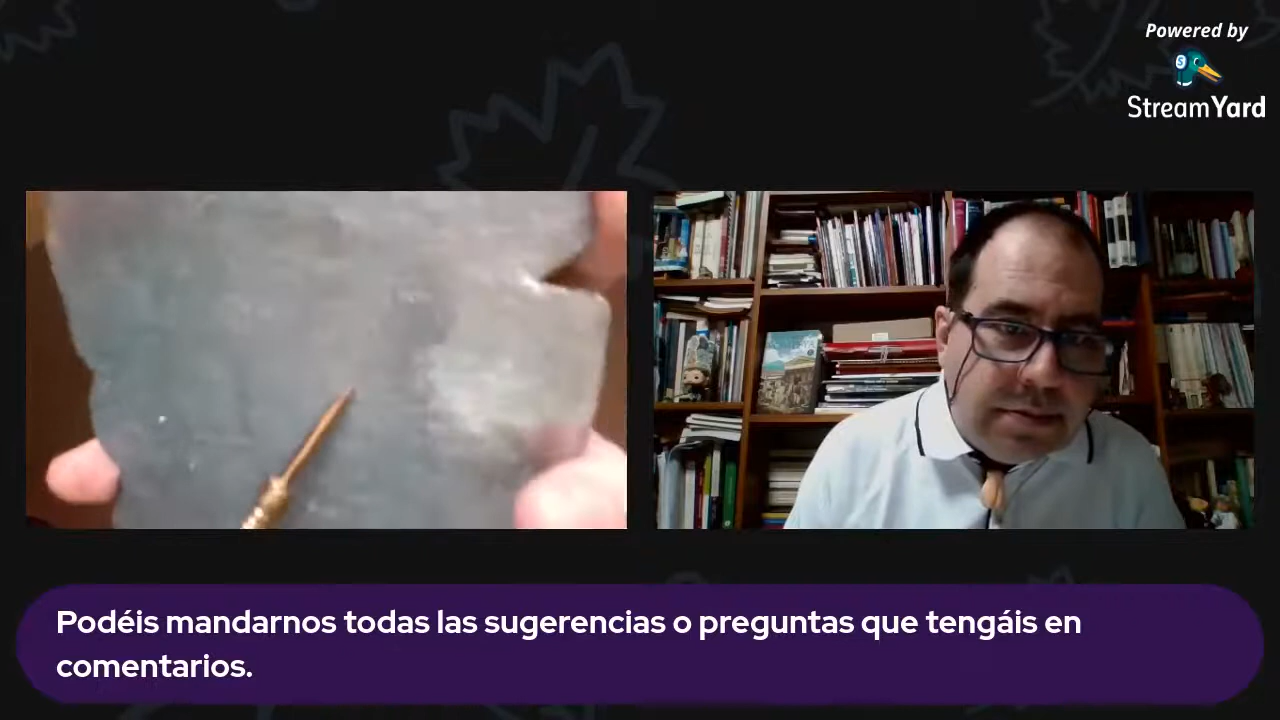 Powered by
StreamYard
Podéis mandarnos todas las sugerencias o preguntas que tengáis en
comentarios.